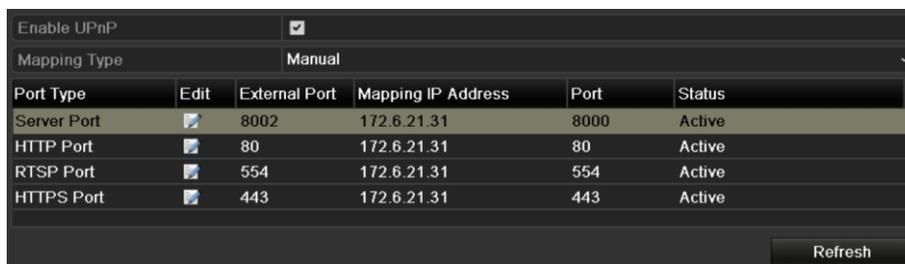 Enable UPnP
Mapping Type Manual
Port Type Edit External Port Mapping IP Address Port Status
Server Port 8002 172.6.21.31 8000 Active
HTTP Port 80 172.6.21.31 80 Active
RTSP Port 554 172.6.21.31 554 Active
HTTPS Port 443 172.6.21.31 443 Active
Refresh